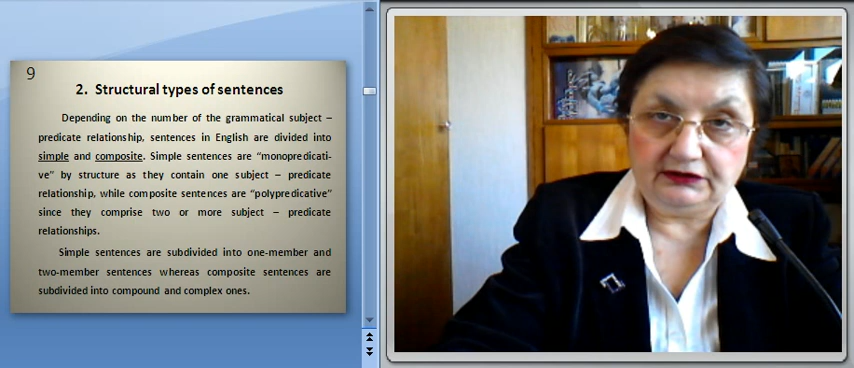 9
2. Structural types of sentences
Depending on the number of the grammatical subject –
predicate relationship, sentences in English are divided into
simple and composite. Simple sentences are “monopredicati-
ve” by structure as they contain one subject – predicate
relationship, while composite sentences are “polypredicative”
since they comprise two or more subject – predicate
relationships.
Simple sentences are subdivided into one-member and
two-member sentences whereas composite sentences are
subdivided into compound and complex ones.